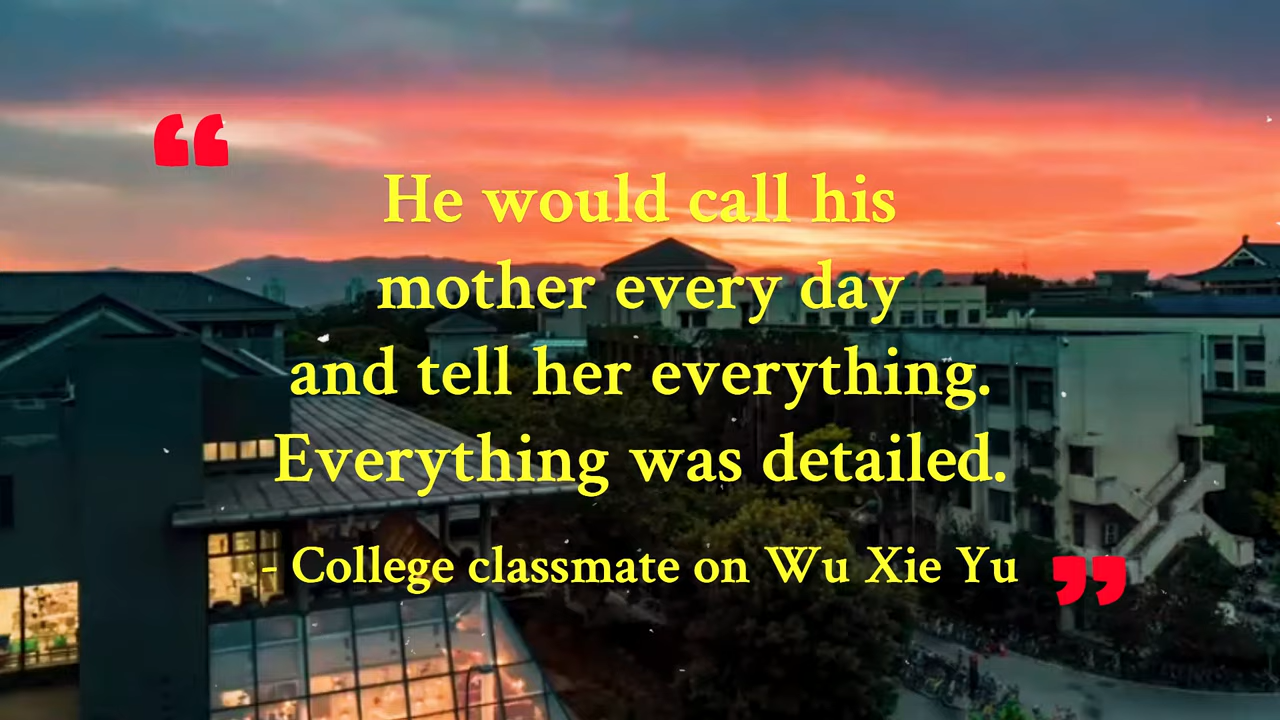 “
He would call his
mother every day
and tell her everything.
Everything was detailed.
- College classmate on Wu Xie Yu ”